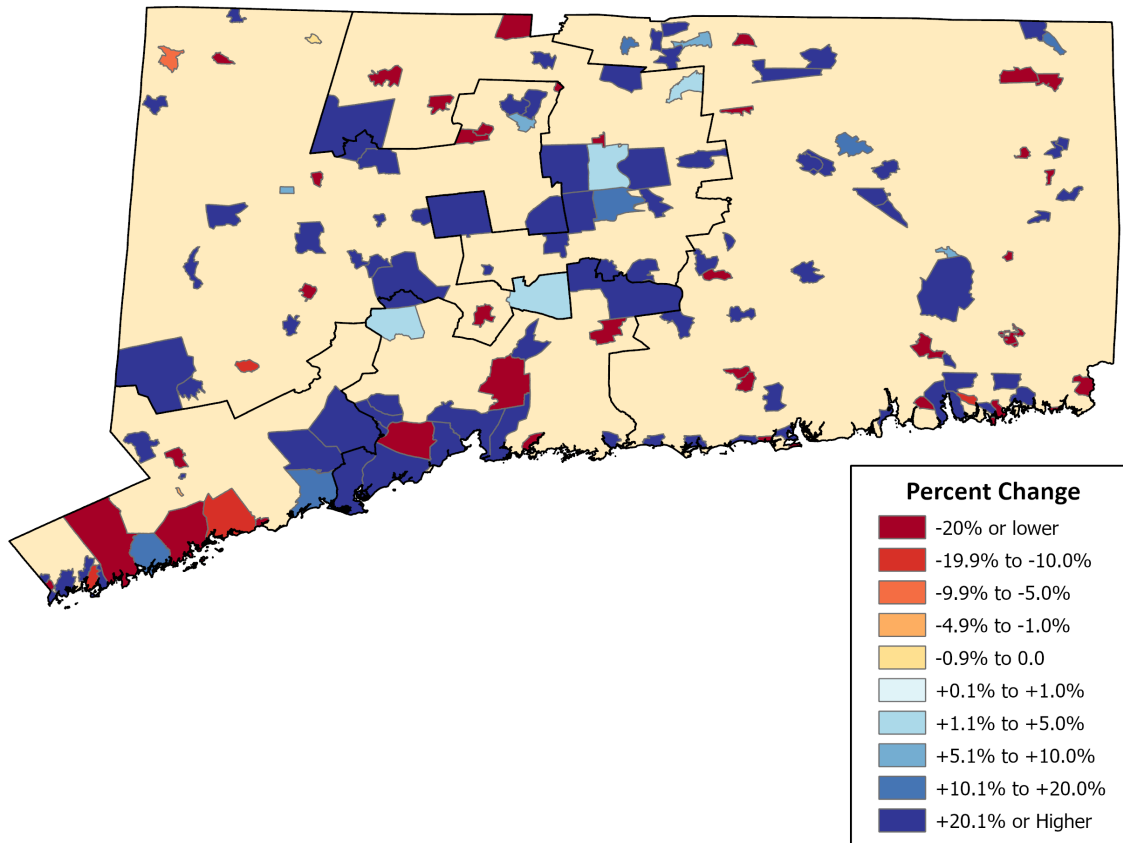 Percent Change
-20% or lower
-19.9% to -10.0%
-9.9% to -5.0%
-4.9% to -1.0%
-0.9% to 0.0
+0.1% to +1.0%
+1.1% to +5.0%
+5.1% to +10.0%
+10.1% to +20.0%
+20.1% or Higher